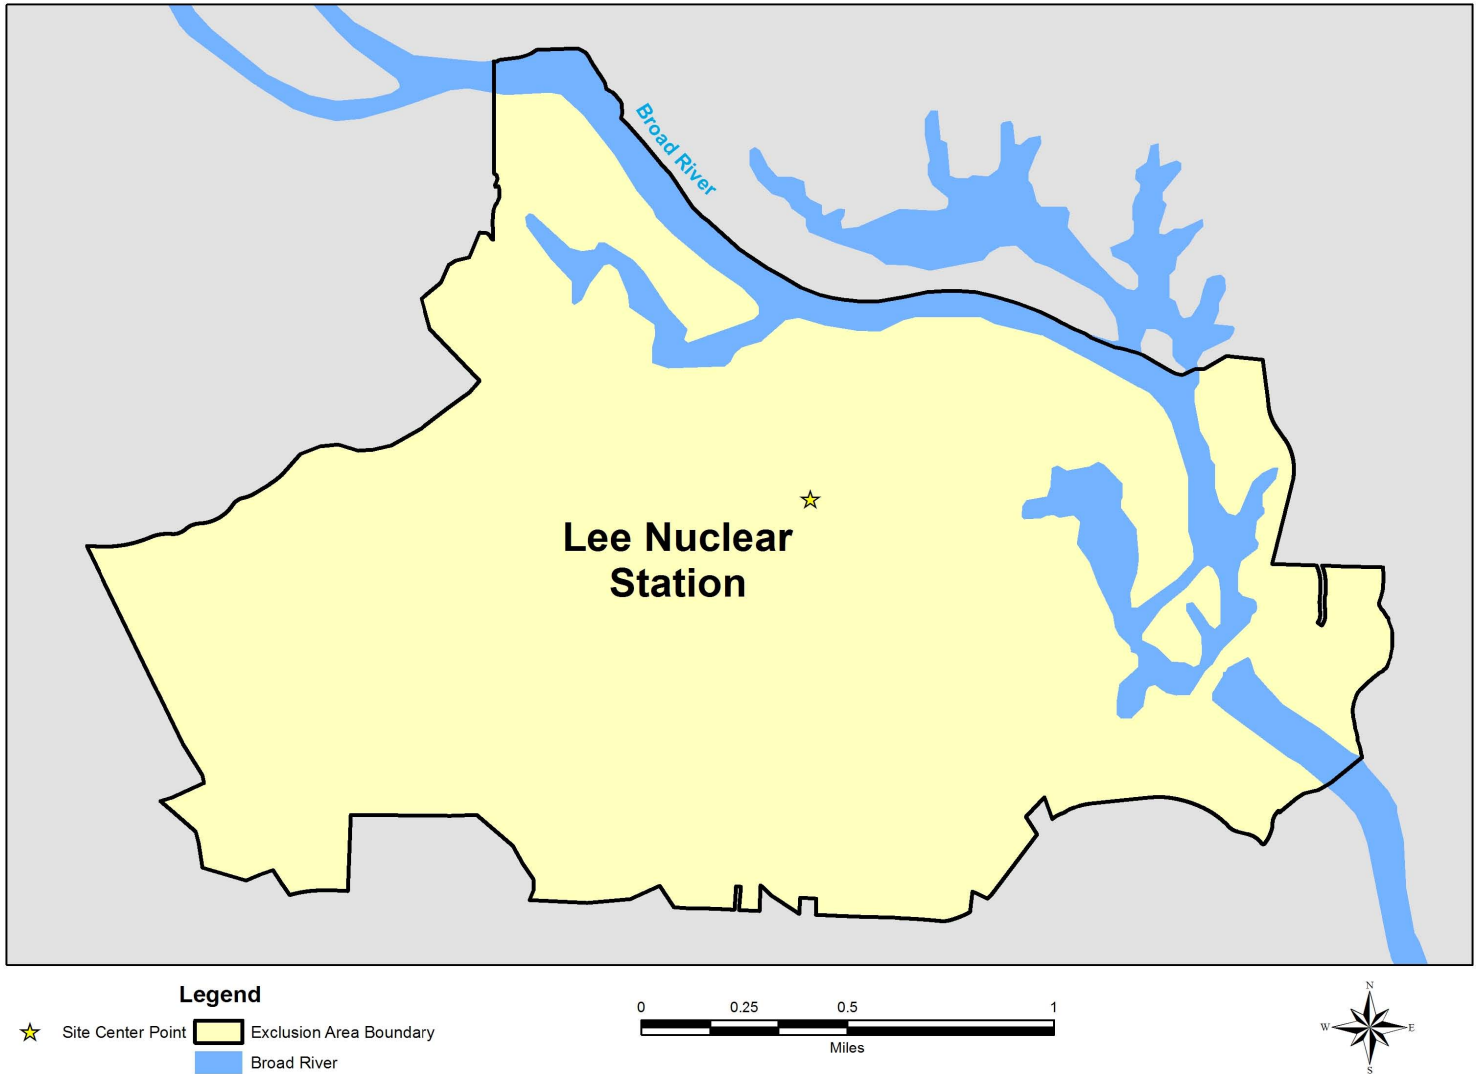 Broad River
Lee Nuclear
Station
Legend
Site Center Point
Exclusion Area Boundary
Broad River
0 0.25 0.5 1
Miles
N
W E
S